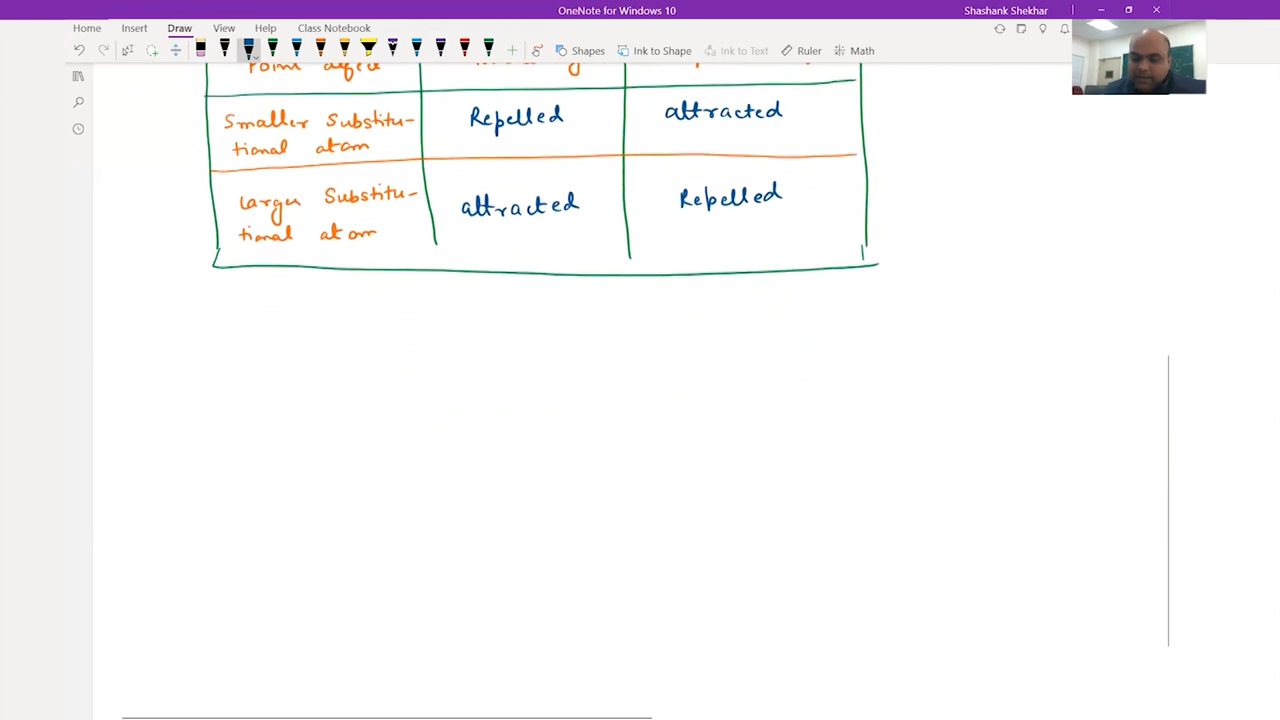 OneNote for Windows 10
Shashank Shekhar
Home Insert Draw View Help Class Notebook
Shapes Ink to Shape Ink to Text Ruler Math
Smaller Substitu-
tional atom
Repelled
attracted
Larger Substitu-
tional atom
attracted
Repelled